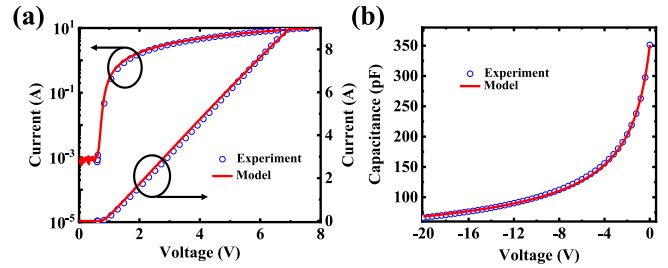 (a)
10¹
10⁻¹
10⁻³
10⁻⁵
Current (A)
Experiment
Model
8
6
4
2
0
Current (A)
0 2 4 6 8
Voltage (V)
(b)
350
300
250
200
150
100
Capacitance (pF)
Experiment
Model
-20 -16 -12 -8 -4 0
Voltage (V)